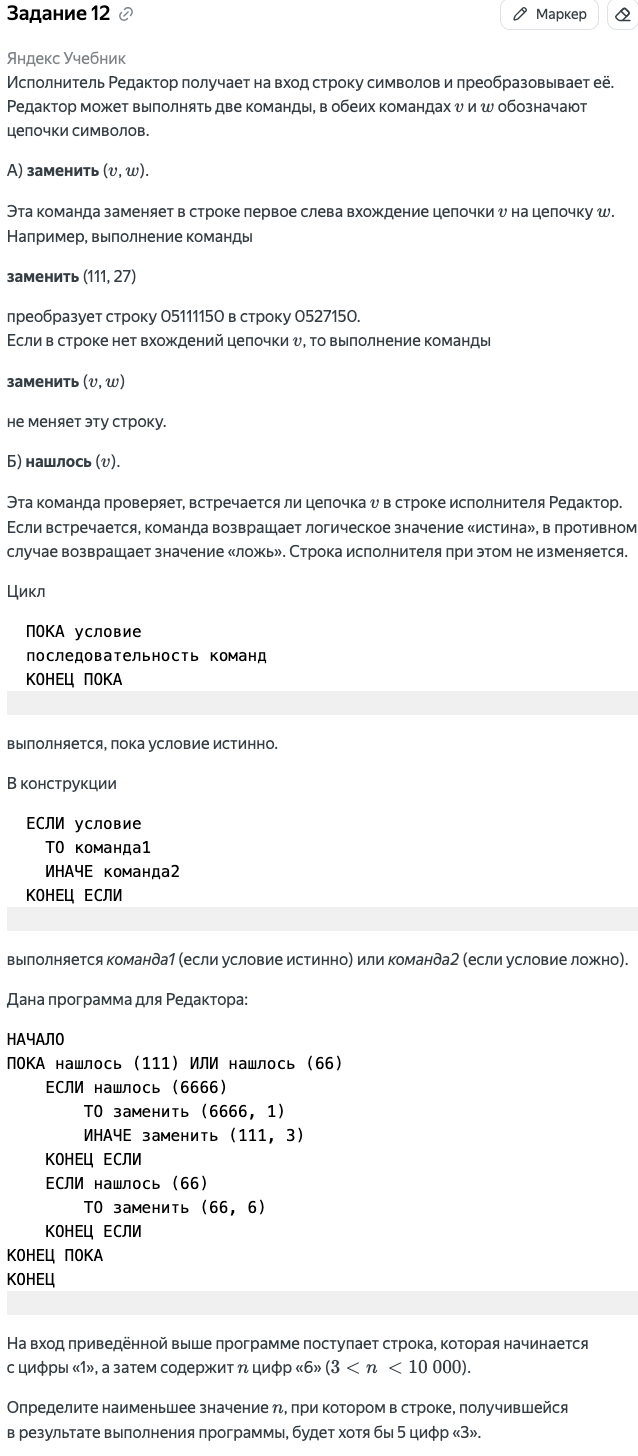 Задание 12
Маркер
Яндекс Учебник
Исполнитель Редактор получает на вход строку символов и преобразовывает её.
Редактор может выполнять две команды, в обеих командах v и w обозначают
цепочки символов.
А) заменить (v, w).
Эта команда заменяет в строке первое слева вхождение цепочки v на цепочку w.
Например, выполнение команды
заменить (111, 27)
преобразует строку 05111150 в строку 0527150.
Если в строке нет вхождений цепочки v, то выполнение команды
заменить (v, w)
не меняет эту строку.
Б) нашлось (v).
Эта команда проверяет, встречается ли цепочка v в строке исполнителя Редактор.
Если встречается, команда возвращает логическое значение «истина», в противном
случае возвращает значение «ложь». Строка исполнителя при этом не изменяется.
Цикл
ПОКА условие
последовательность команд
КОНЕЦ ПОКА
выполняется, пока условие истинно.
В конструкции
ЕСЛИ условие
ТО команда1
ИНАЧЕ команда2
КОНЕЦ ЕСЛИ
выполняется команда1 (если условие истинно) или команда2 (если условие ложно).
Дана программа для Редактора:
НАЧАЛО
ПОКА нашлось (111) ИЛИ нашлось (66)
ЕСЛИ нашлось (6666)
ТО заменить (6666, 1)
ИНАЧЕ заменить (111, 3)
КОНЕЦ ЕСЛИ
ЕСЛИ нашлось (66)
ТО заменить (66, 6)
КОНЕЦ ЕСЛИ
КОНЕЦ ПОКА
КОНЕЦ
На вход приведённой выше программе поступает строка, которая начинается
с цифры «1», а затем содержит n цифр «6» (3 < n < 10 000).
Определите наименьшее значение n, при котором в строке, получившейся
в результате выполнения программы, будет хотя бы 5 цифр «3».